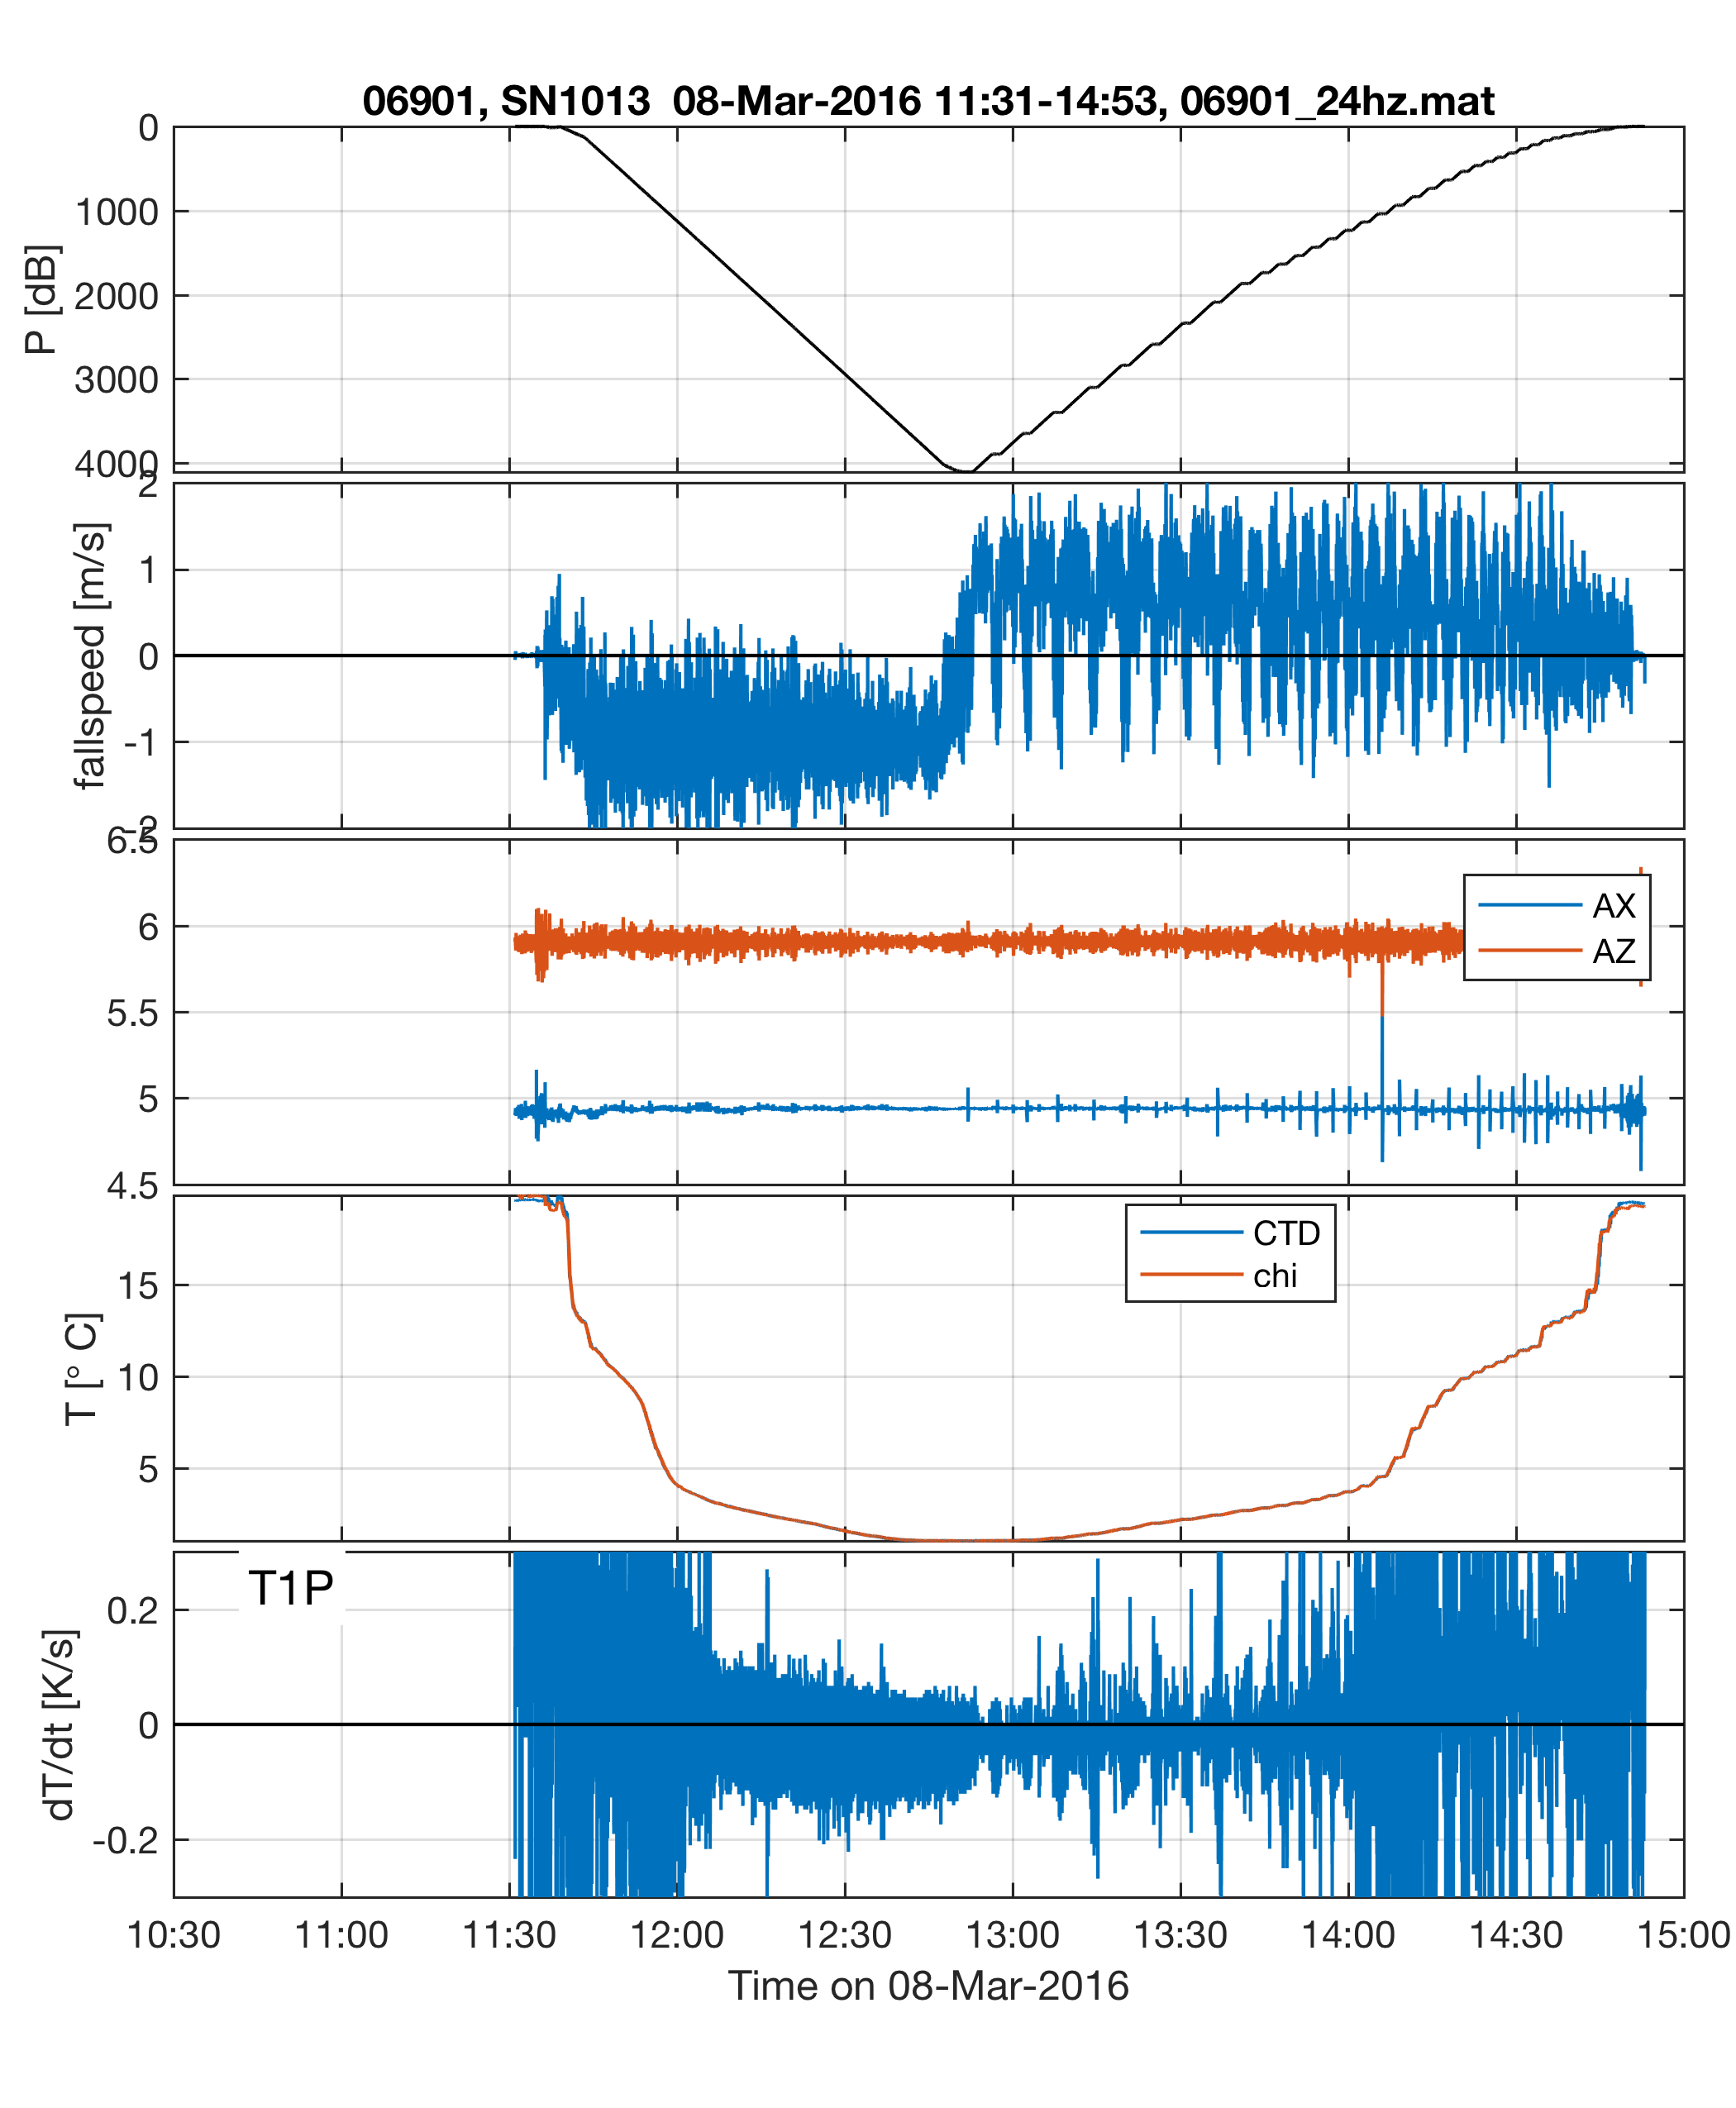 06901, SN1013  08-Mar-2016 11:31-14:53, 06901_24hz.mat
0
1000
2000
3000
4000
P [dB]
2
1
0
-1
-2
fallspeed [m/s]
6.5
6
5.5
5
4.5
AX
AZ
15
10
5
T [° C]
CTD
chi
T1P
0.2
0
-0.2
dT/dt [K/s]
10:30 11:00 11:30 12:00 12:30 13:00 13:30 14:00 14:30 15:00
Time on 08-Mar-2016